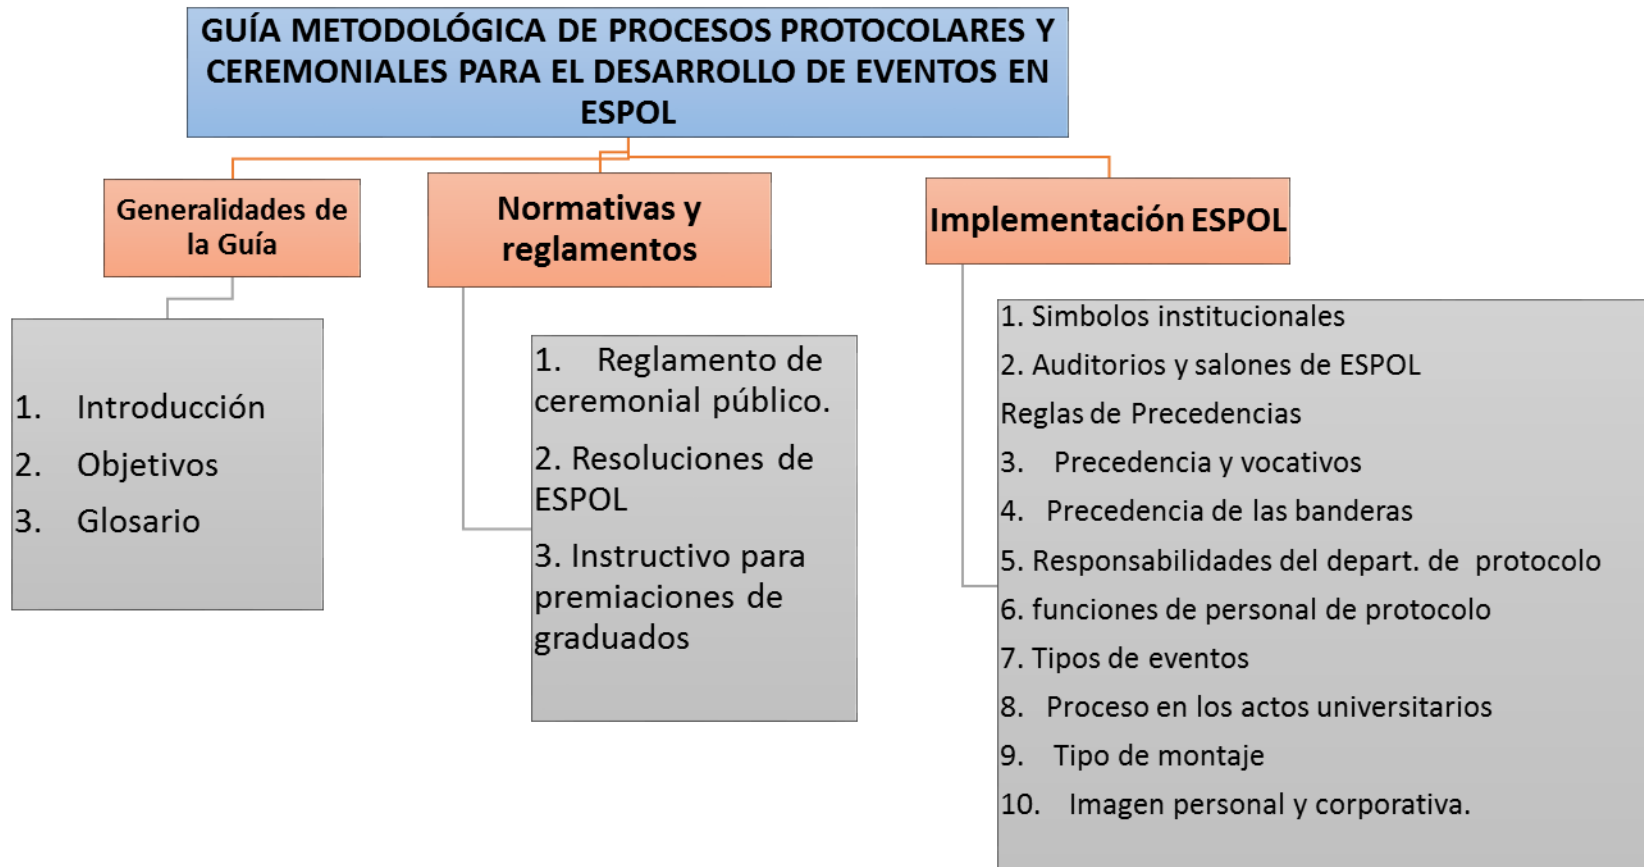 GUÍA METODOLÓGICA DE PROCESOS PROTOCOLARES Y
CEREMONIALES PARA EL DESARROLLO DE EVENTOS EN
ESPOL
Generalidades de
la Guía
1. Introducción
2. Objetivos
3. Glosario
Normativas y
reglamentos
1. Reglamento de
ceremonial público.
2. Resoluciones de
ESPOL
3. Instructivo para
premiaciones de
graduados
Implementación ESPOL
1. Simbolos institucionales
2. Auditorios y salones de ESPOL
Reglas de Precedencias
3. Precedencia y vocativos
4. Precedencia de las banderas
5. Responsabilidades del depart. de protocolo
6. funciones de personal de protocolo
7. Tipos de eventos
8. Proceso en los actos universitarios
9. Tipo de montaje
10. Imagen personal y corporativa.